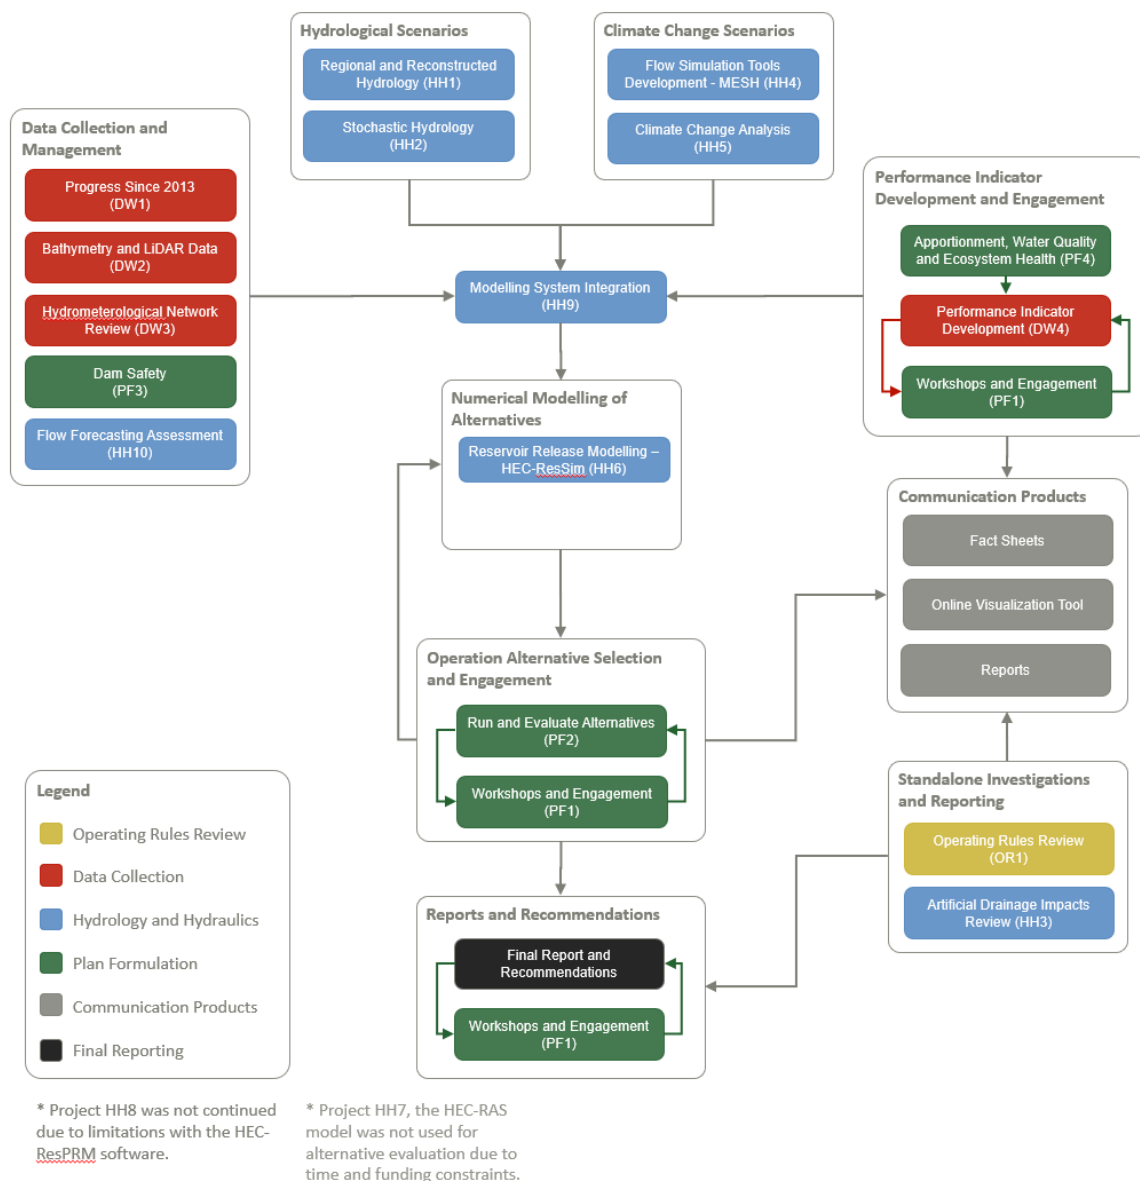 Hydrological Scenarios
Regional and Reconstructed
Hydrology (HH1)
Stochastic Hydrology
(HH2)
Climate Change Scenarios
Flow Simulation Tools
Development - MESH (HH4)
Climate Change Analysis
(HH5)
Data Collection and
Management
Progress Since 2013
(DW1)
Bathymetry and LiDAR Data
(DW2)
Hydrometerological Network
Review (DW3)
Dam Safety
(PF3)
Flow Forecasting Assessment
(HH10)
Modelling System Integration
(HH9)
Performance Indicator
Development and Engagement
Apportionment, Water Quality
and Ecosystem Health (PF4)
Performance Indicator
Development (DW4)
Workshops and Engagement
(PF1)
Numerical Modelling of
Alternatives
Reservoir Release Modelling –
HEC-ResSim (HH6)
Communication Products
Fact Sheets
Online Visualization Tool
Reports
Operation Alternative Selection
and Engagement
Run and Evaluate Alternatives
(PF2)
Workshops and Engagement
(PF1)
Standalone Investigations
and Reporting
Operating Rules Review
(OR1)
Artificial Drainage Impacts
Review (HH3)
Reports and Recommendations
Final Report and
Recommendations
Workshops and Engagement
(PF1)
Legend
Operating Rules Review
Data Collection
Hydrology and Hydraulics
Plan Formulation
Communication Products
Final Reporting
* Project HH8 was not continued
due to limitations with the HEC-
ResPRM software.
* Project HH7, the HEC-RAS
model was not used for
alternative evaluation due to
time and funding constraints.